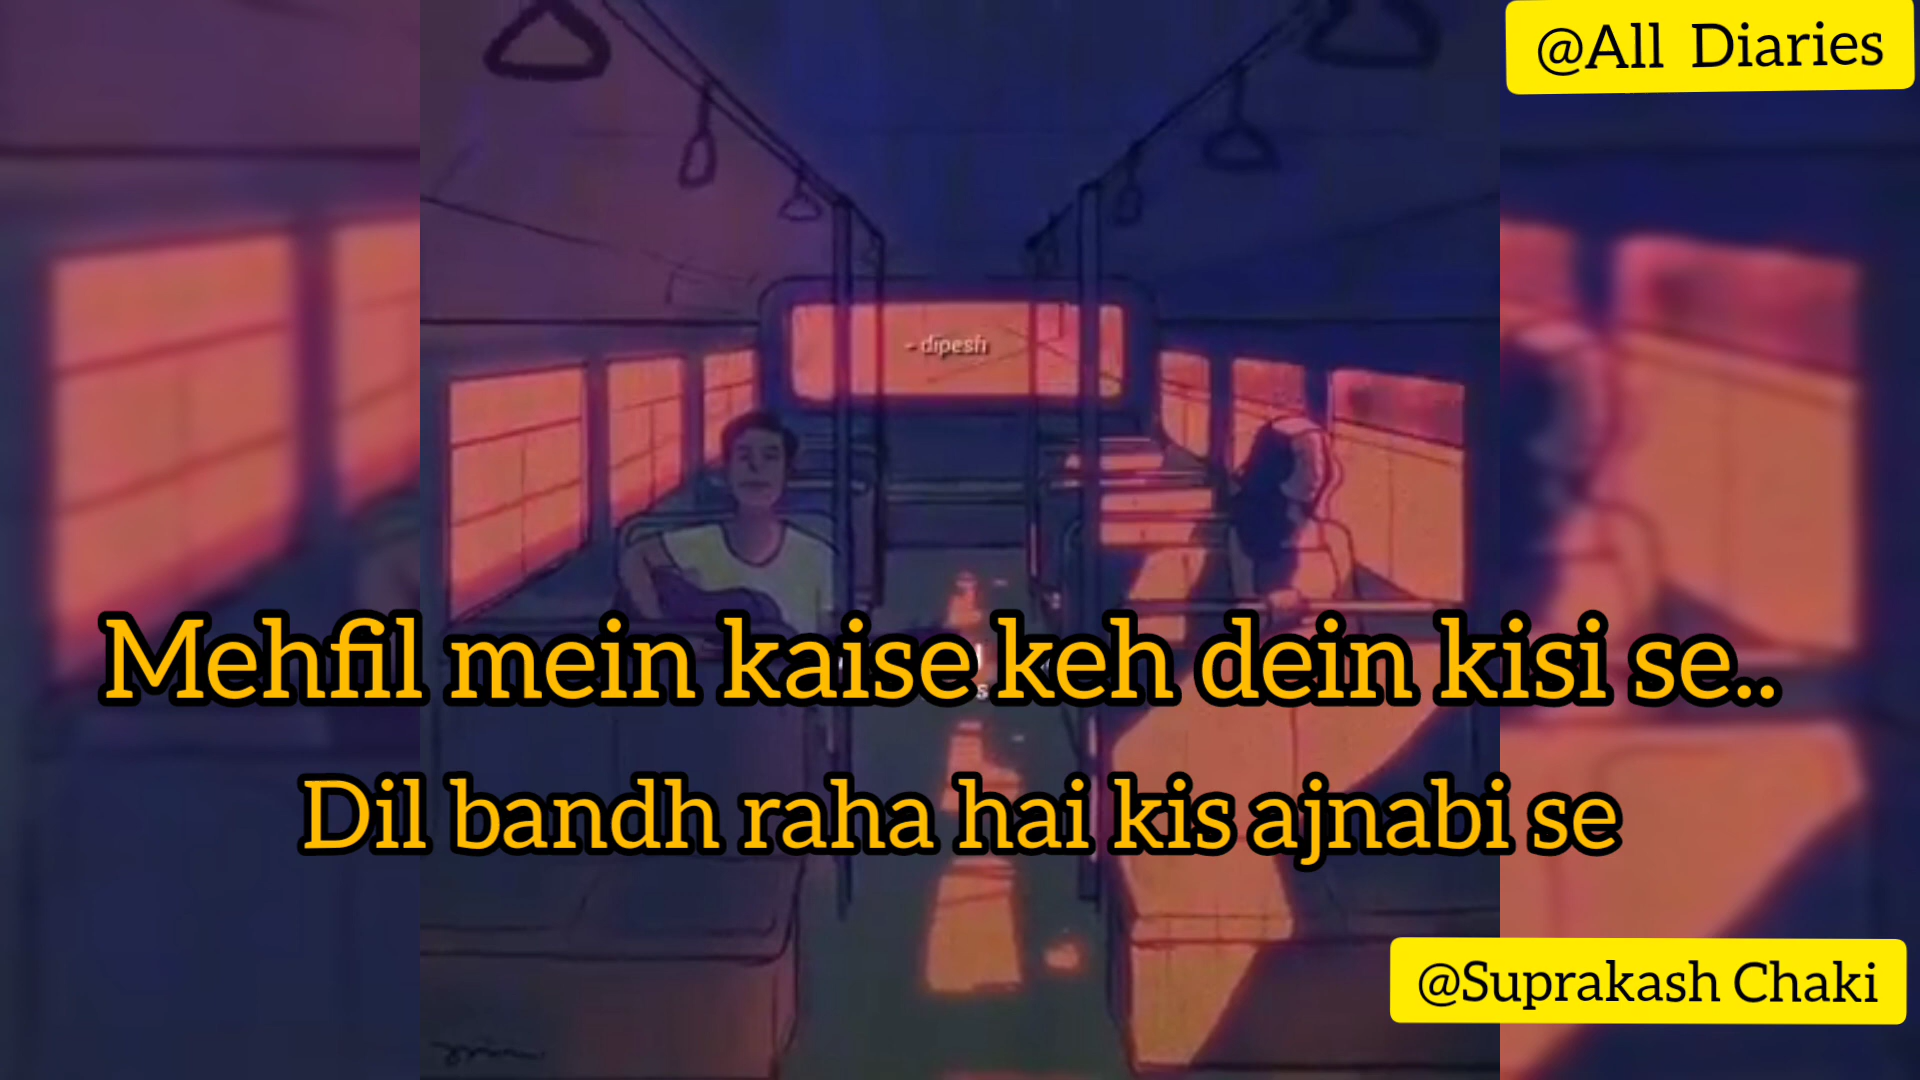 @All Diaries
- dipesh
Mehfil mein kaise keh dein kisi se..
Dil bandh raha hai kis ajnabi se
@Suprakash Chaki